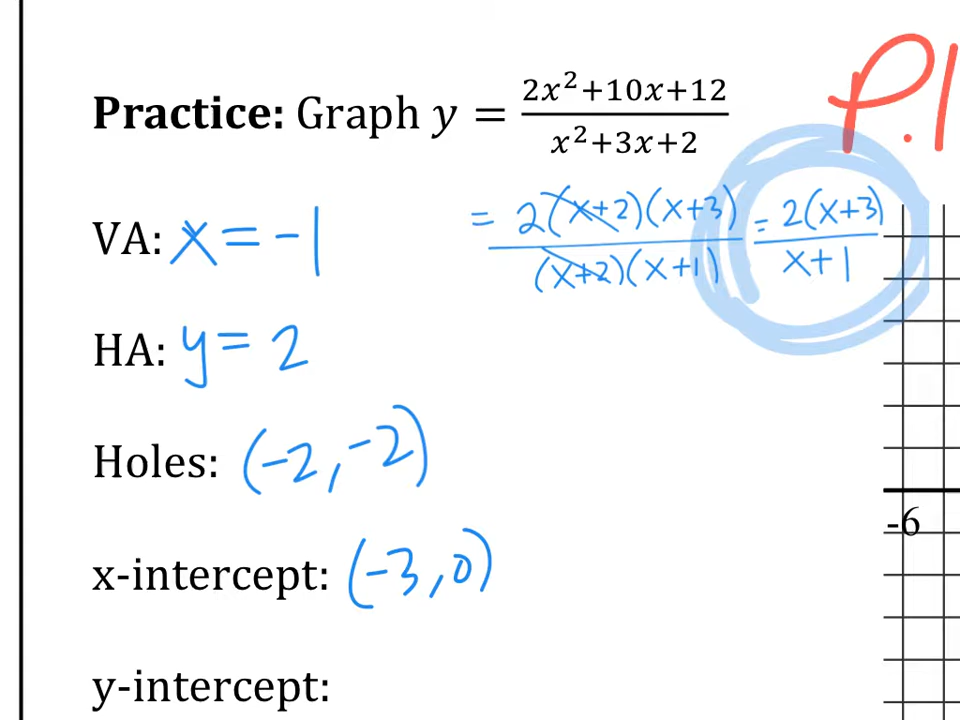 Practice: Graph y = (2x²+10x+12)/(x²+3x+2)
P.
= 2(x+2)(x+3)/(x+2)(x+1) = 2(x+3)/x+1
VA: x = -1
HA: y = 2
Holes: (-2, -2)
-6
x-intercept: (-3, 0)
y-intercept: